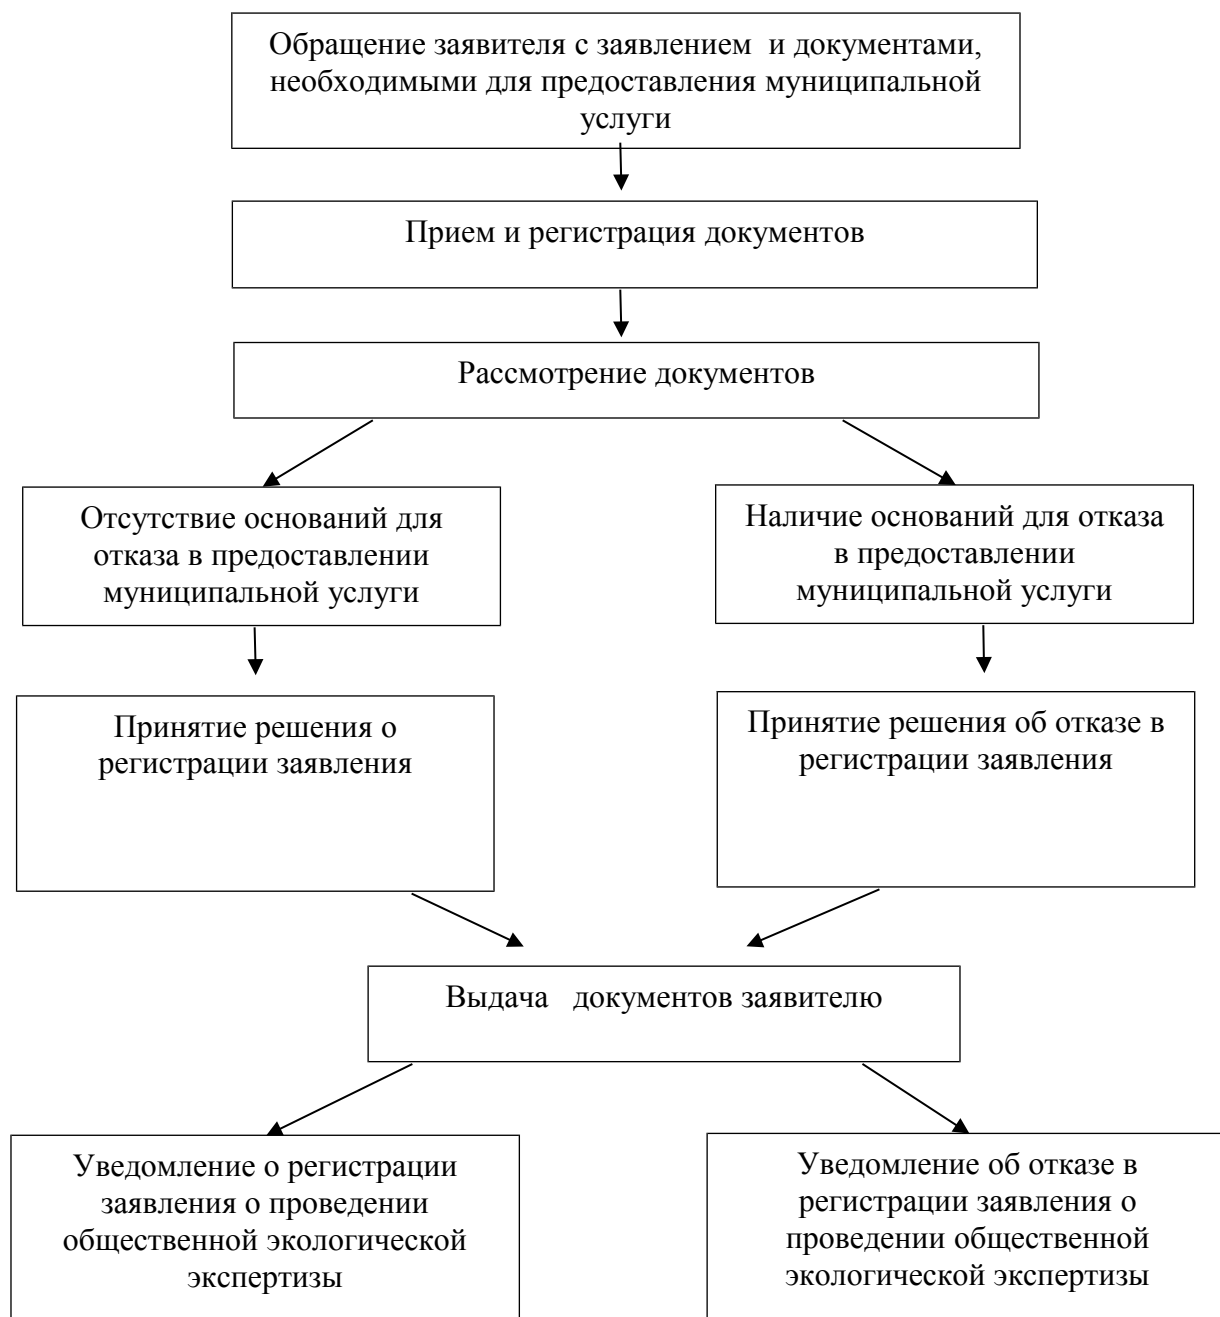 Обращение заявителя с заявлением и документами,
необходимыми для предоставления муниципальной
услуги
Прием и регистрация документов
Рассмотрение документов
Отсутствие оснований для
отказа в предоставлении
муниципальной услуги
Наличие оснований для отказа
в предоставлении
муниципальной услуги
Принятие решения о
регистрации заявления
Принятие решения об отказе в
регистрации заявления
Выдача документов заявителю
Уведомление о регистрации
заявления о проведении
общественной экологической
экспертизы
Уведомление об отказе в
регистрации заявления о
проведении общественной
экологической экспертизы